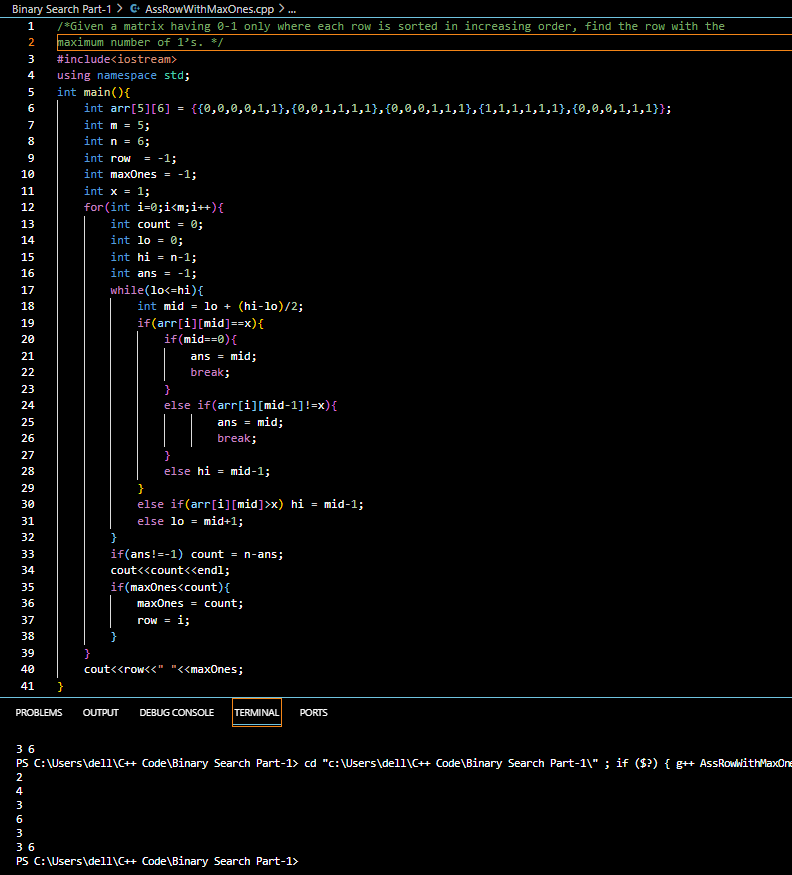 Binary Search Part-1 > AssRowWithMaxOnes.cpp > ...
1 /*Given a matrix having 0-1 only where each row is sorted in increasing order, find the row with the
2 maximum number of 1’s. */
3 #include<iostream>
4 using namespace std;
5 int main(){
6 int arr[5][6] = {{0,0,0,0,1,1},{0,0,1,1,1,1},{0,0,0,1,1,1},{1,1,1,1,1,1},{0,0,0,1,1,1}};
7 int m = 5;
8 int n = 6;
9 int row  = -1;
10 int maxOnes = -1;
11 int x = 1;
12 for(int i=0;i<m;i++){
13 int count = 0;
14 int lo = 0;
15 int hi = n-1;
16 int ans = -1;
17 while(lo<=hi){
18 int mid = lo + (hi-lo)/2;
19 if(arr[i][mid]==x){
20 if(mid==0){
21 ans = mid;
22 break;
23 }
24 else if(arr[i][mid-1]!=x){
25 ans = mid;
26 break;
27 }
28 else hi = mid-1;
29 }
30 else if(arr[i][mid]>x) hi = mid-1;
31 else lo = mid+1;
32 }
33 if(ans!=-1) count = n-ans;
34 cout<<count<<endl;
35 if(maxOnes<count){
36 maxOnes = count;
37 row = i;
38 }
39 }
40 cout<<row<<" "<<maxOnes;
41 }
PROBLEMS OUTPUT DEBUG CONSOLE TERMINAL PORTS
3 6
PS C:\Users\dell\C++ Code\Binary Search Part-1> cd "c:\Users\dell\C++ Code\Binary Search Part-1\" ; if ($?) { g++ AssRowWithMaxOne
2
4
3
6
3
3 6
PS C:\Users\dell\C++ Code\Binary Search Part-1>